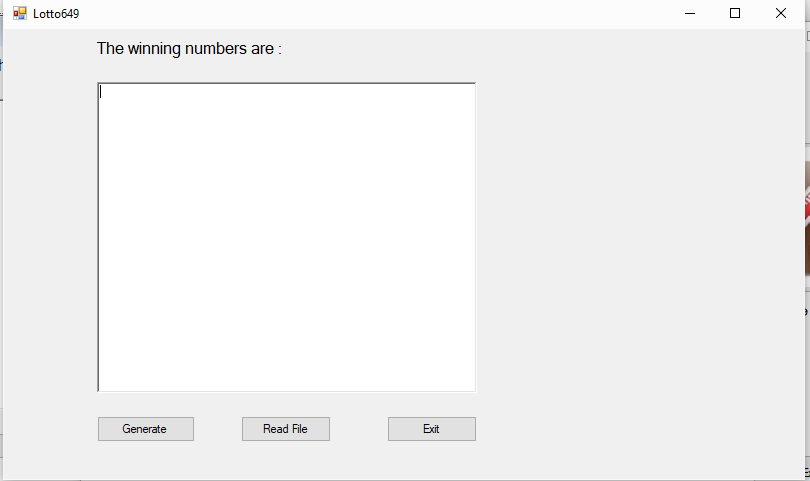 Lotto649
The winning numbers are :
Generate
Read File
Exit